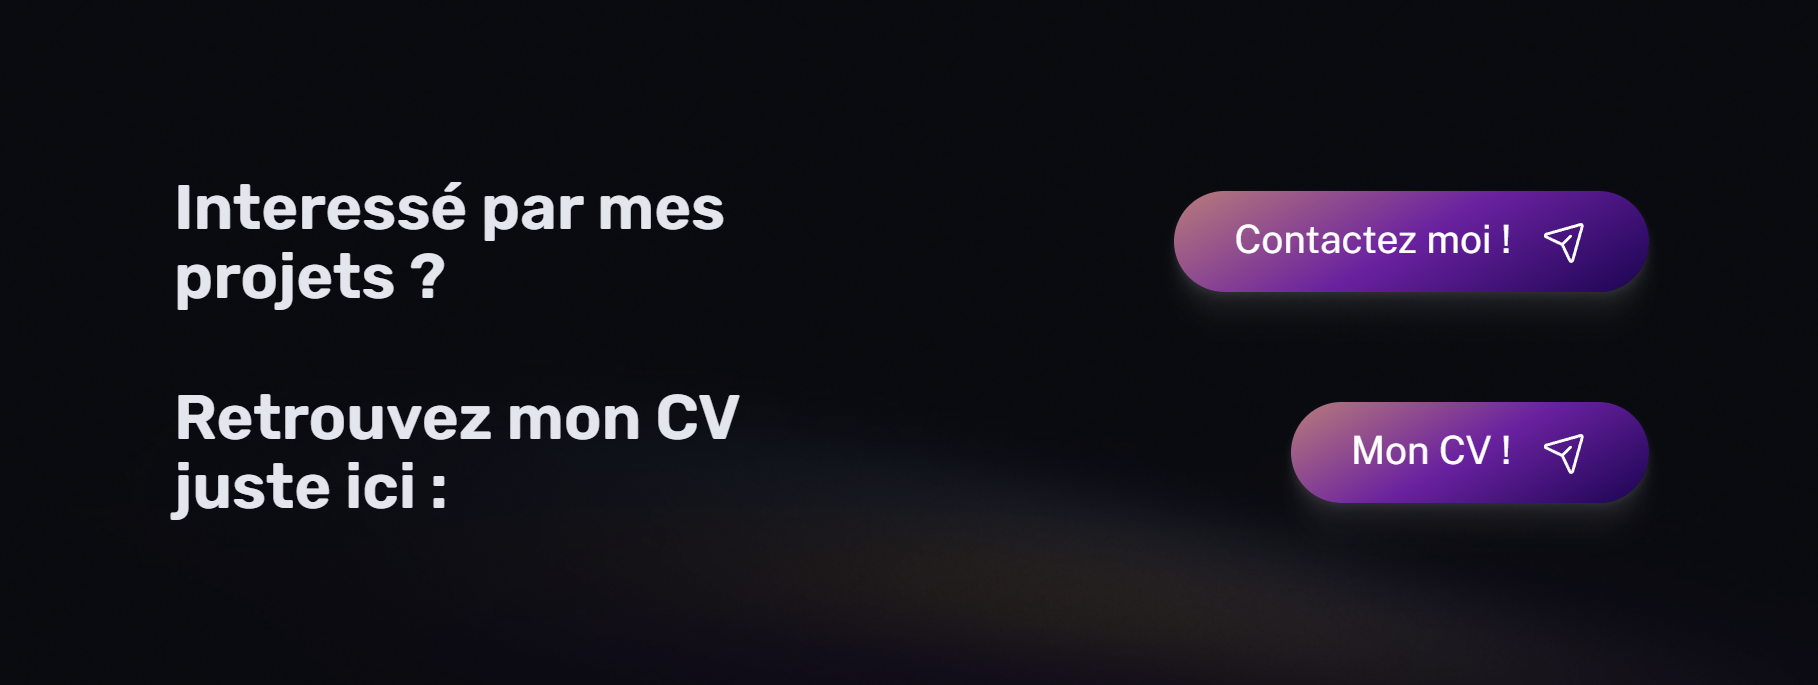 Interessé par mes
projets ?
Contactez moi !
Retrouvez mon CV
juste ici :
Mon CV !